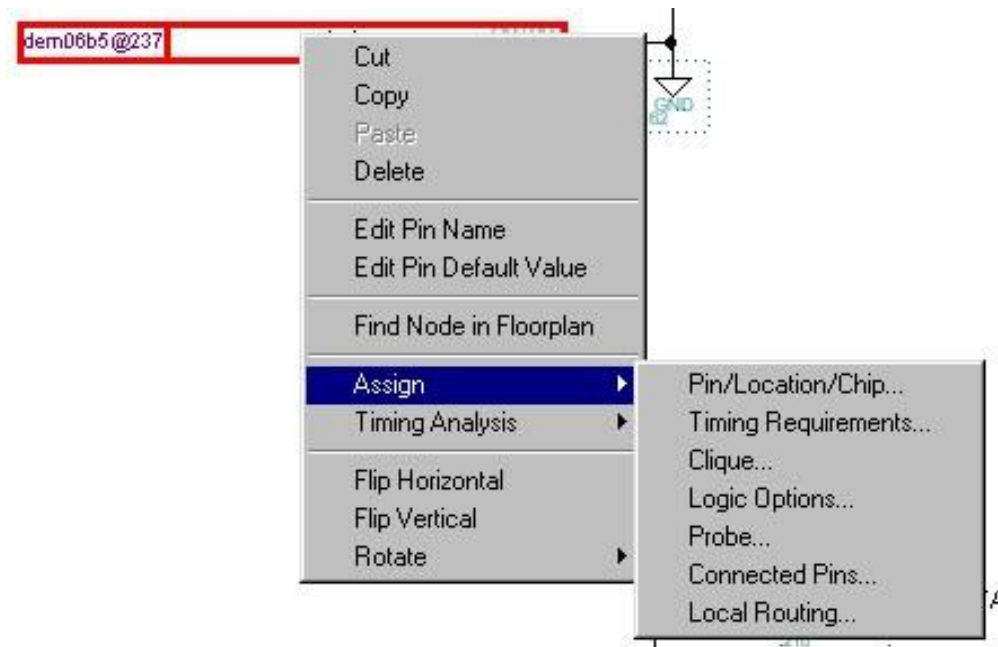 dem06b5@237
Cut
Copy
Paste
Delete
Edit Pin Name
Edit Pin Default Value
Find Node in Floorplan
Assign
Timing Analysis
Flip Horizontal
Flip Vertical
Rotate
GND
62
Pin/Location/Chip...
Timing Requirements...
Clique...
Logic Options...
Probe...
Connected Pins...
Local Routing...